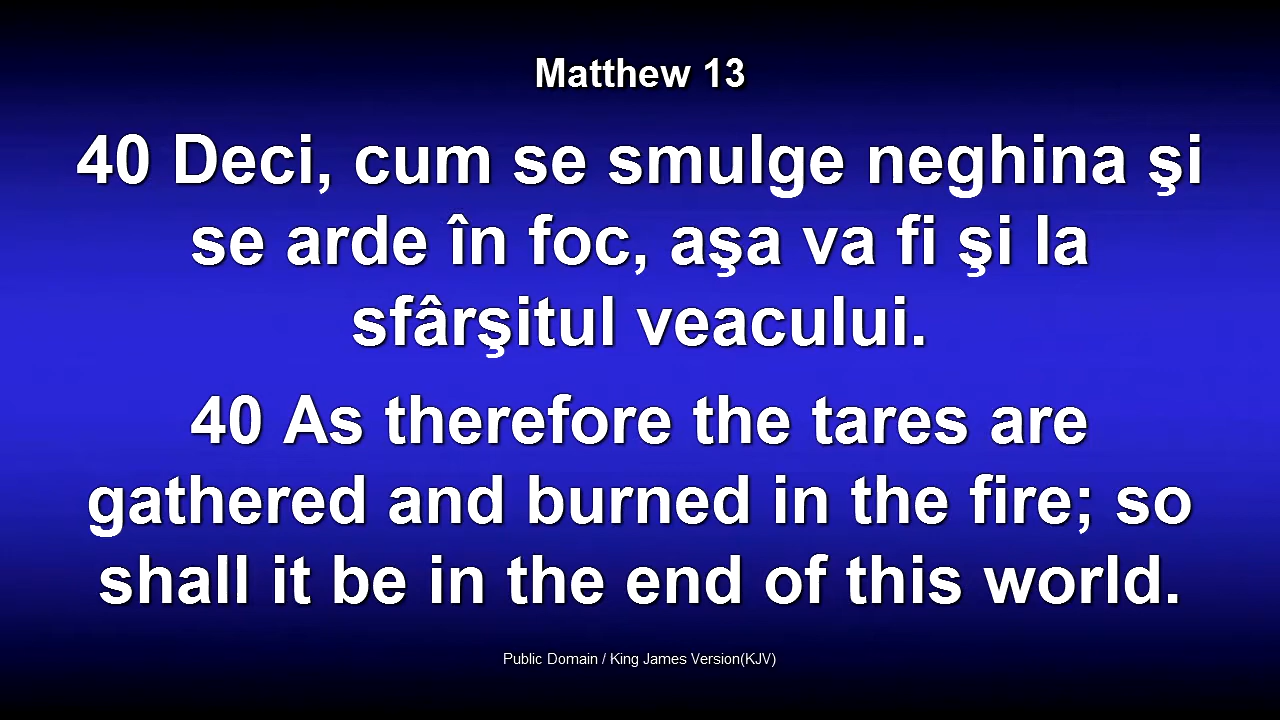 Matthew 13
40 Deci, cum se smulge neghina şi
se arde în foc, aşa va fi şi la
sfârşitul veacului.
40 As therefore the tares are
gathered and burned in the fire; so
shall it be in the end of this world.
Public Domain / King James Version(KJV)